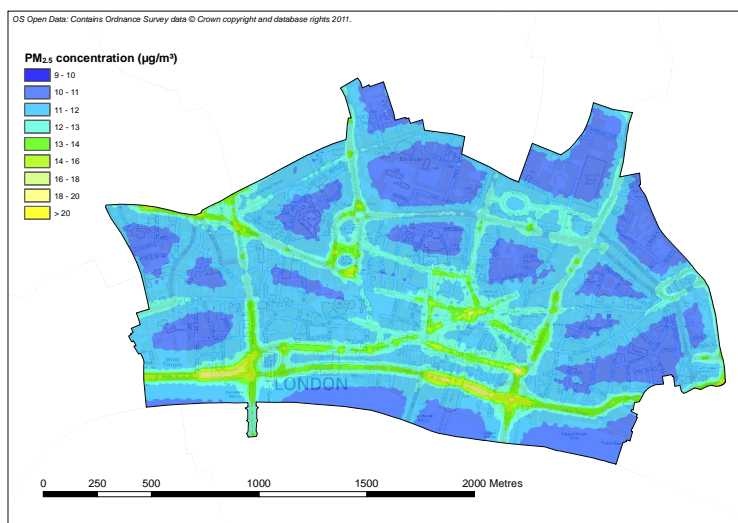 OS Open Data: Contains Ordnance Survey data © Crown copyright and database rights 2011.
PM2.5 concentration (µg/m³)
9 - 10
10 - 11
11 - 12
12 - 13
13 - 14
14 - 16
16 - 18
18 - 20
> 20
Barbican
LONDON
0 250 500 1000 1500 2000 Metres